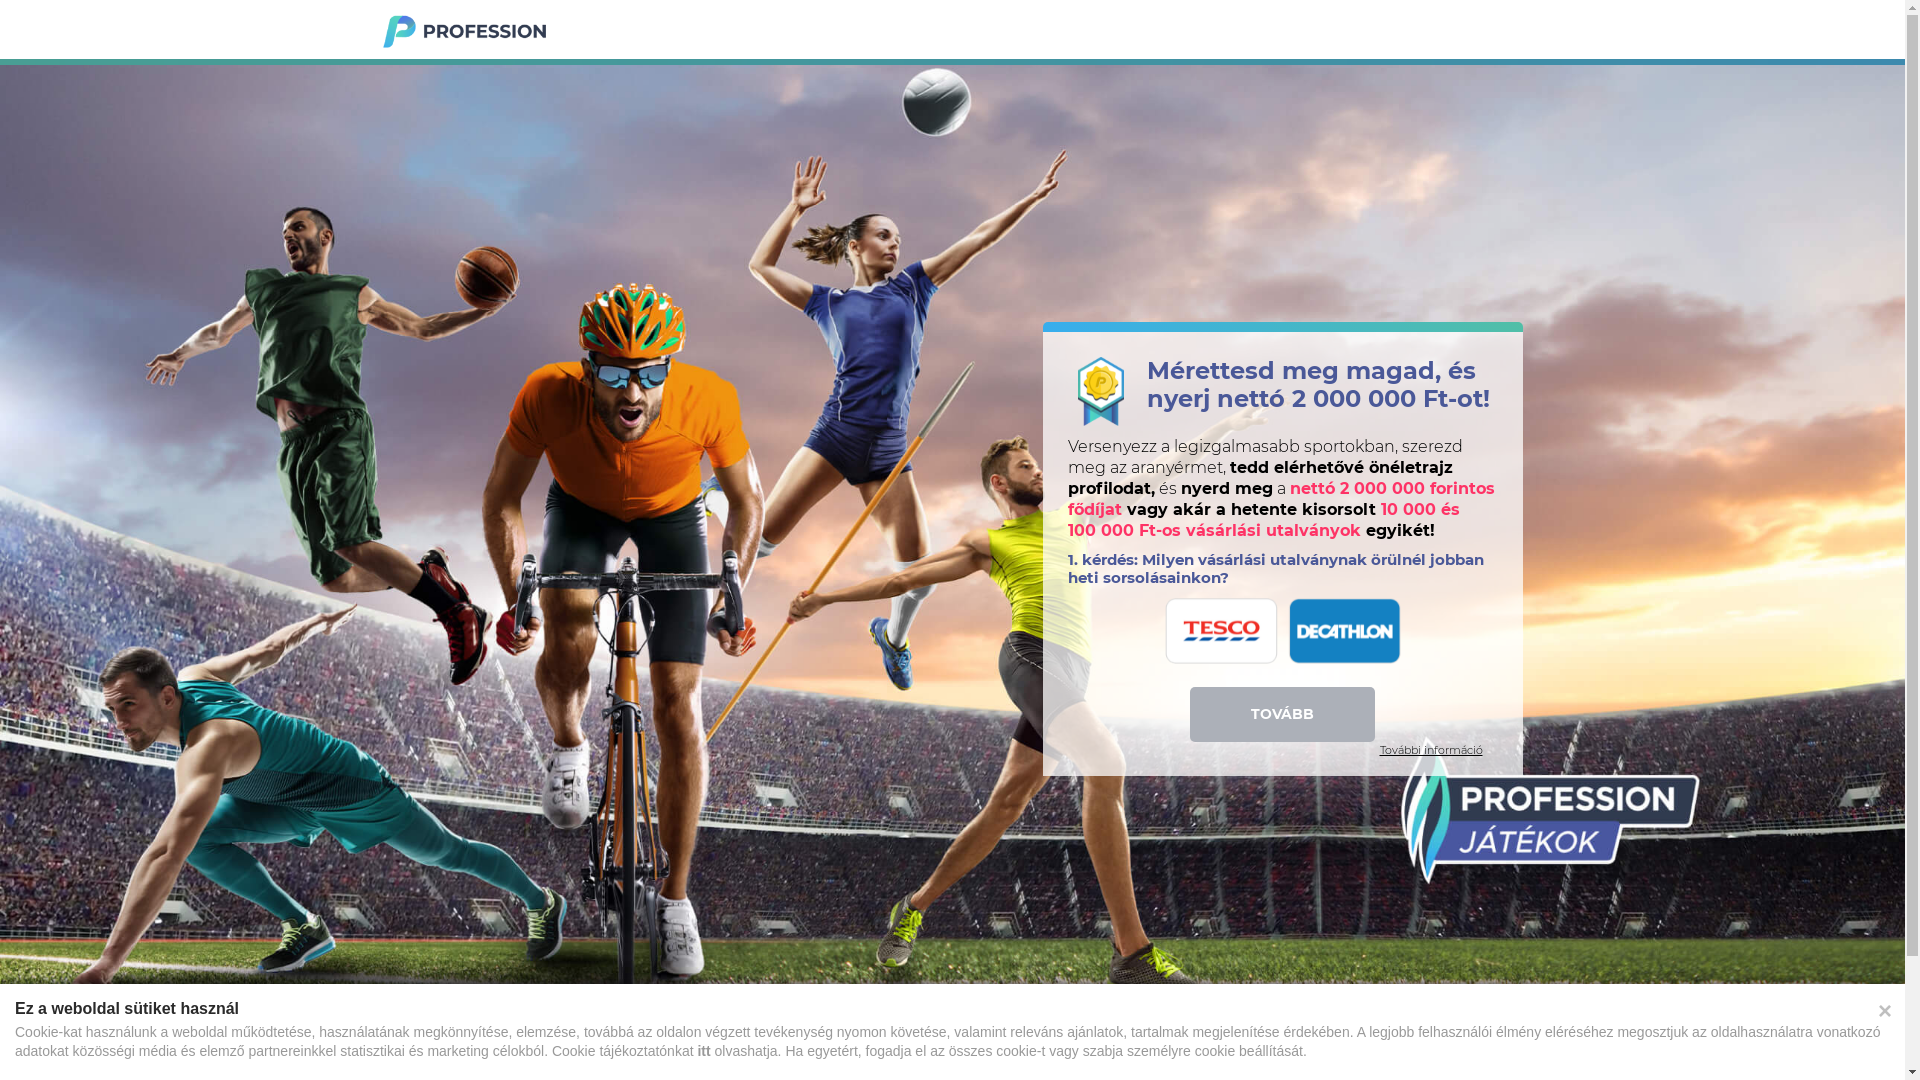 PROFESSION
Mérettesd meg magad, és
nyerj nettó 2 000 000 Ft-ot!
Versenyezz a legizgalmasabb sportokban, szerezd
meg az aranyérmet, tedd elérhetővé önéletrajz
profilodat, és nyerd meg a nettó 2 000 000 forintos
fődíjat vagy akár a hetente kisorsolt 10 000 és
100 000 Ft-os vásárlási utalványok egyikét!
1. kérdés: Milyen vásárlási utalványnak örülnél jobban
heti sorsolásainkon?
TESCO DECATHLON
TOVÁBB
További információ
PROFESSION
JÁTÉKOK
Ez a weboldal sütiket használ
Cookie-kat használunk a weboldal működtetése, használatának megkönnyítése, elemzése, továbbá az oldalon végzett tevékenység nyomon követése, valamint releváns ajánlatok, tartalmak megjelenítése érdekében. A legjobb felhasználói élmény eléréséhez megosztjuk az oldalhasználatra vonatkozó
adatokat közösségi média és elemző partnereinkkel statisztikai és marketing célokból. Cookie tájékoztatónkat itt olvashatja. Ha egyetért, fogadja el az összes cookie-t vagy szabja személyre cookie beállítását.